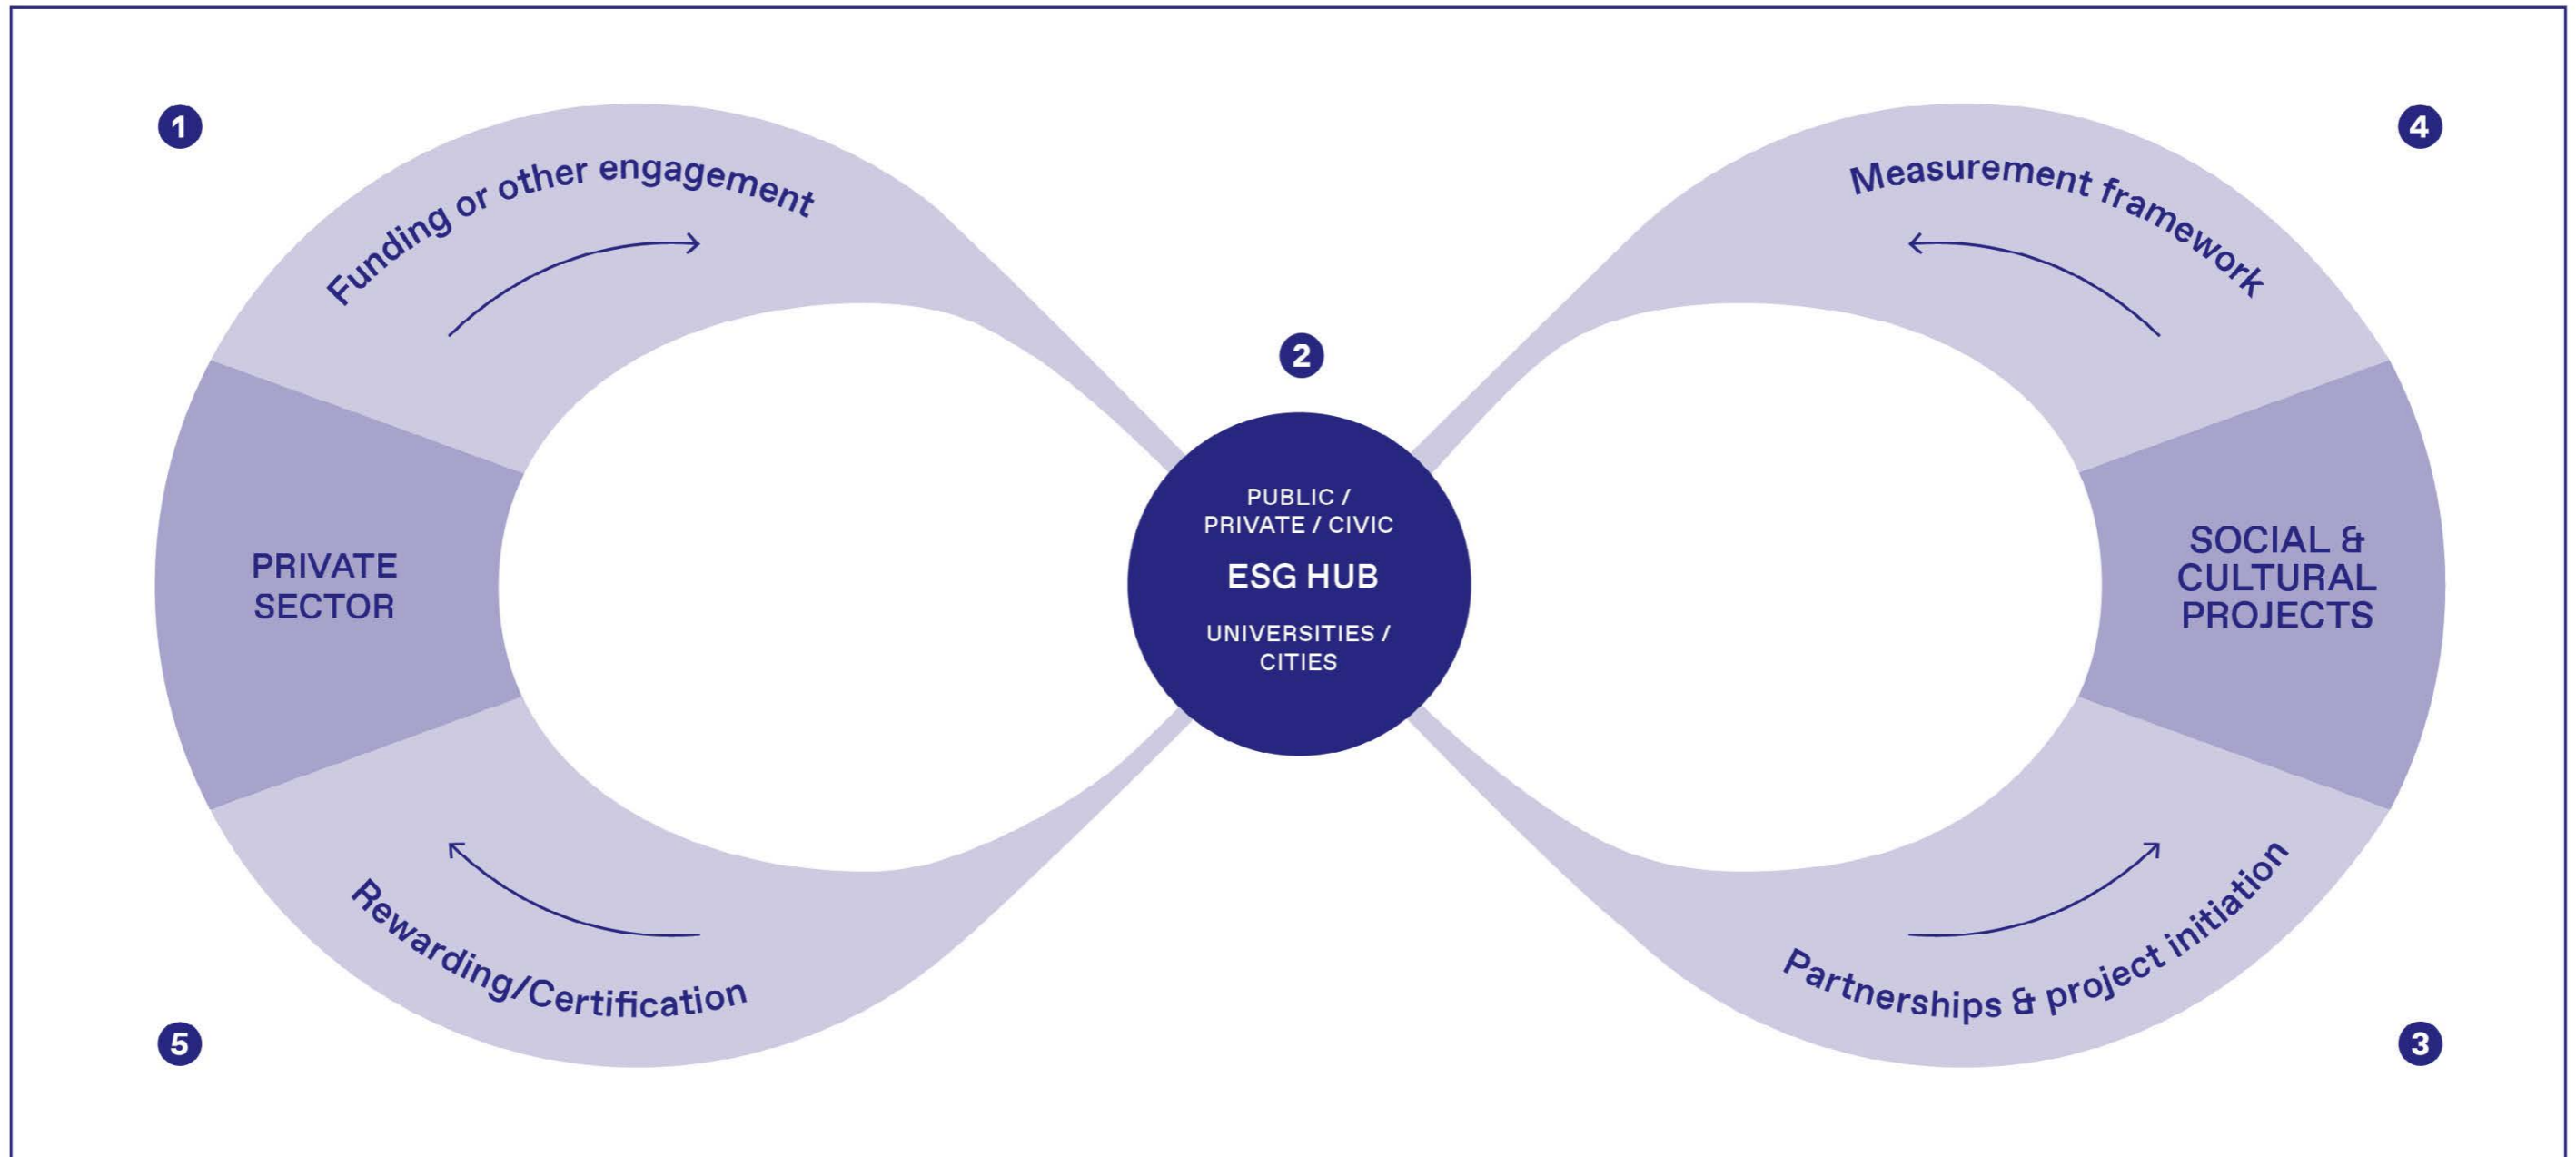 1
Funding or other engagement
PRIVATE
SECTOR
Rewarding/Certification
5
2
PUBLIC /
PRIVATE / CIVIC
ESG HUB
UNIVERSITIES /
CITIES
4
Measurement framework
SOCIAL &
CULTURAL
PROJECTS
Partnerships & project initiation
3